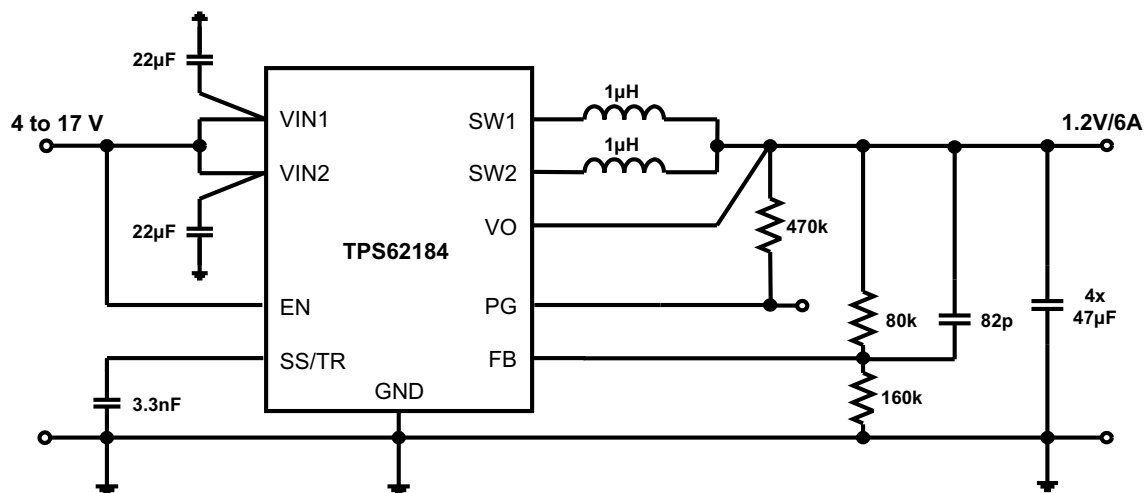 22µF
4 to 17 V
22µF
3.3nF
VIN1
VIN2
EN
SS/TR
TPS62184
GND
SW1
SW2
VO
PG
FB
1µH
1µH
470k
80k
160k
82p
4x
47µF
1.2V/6A